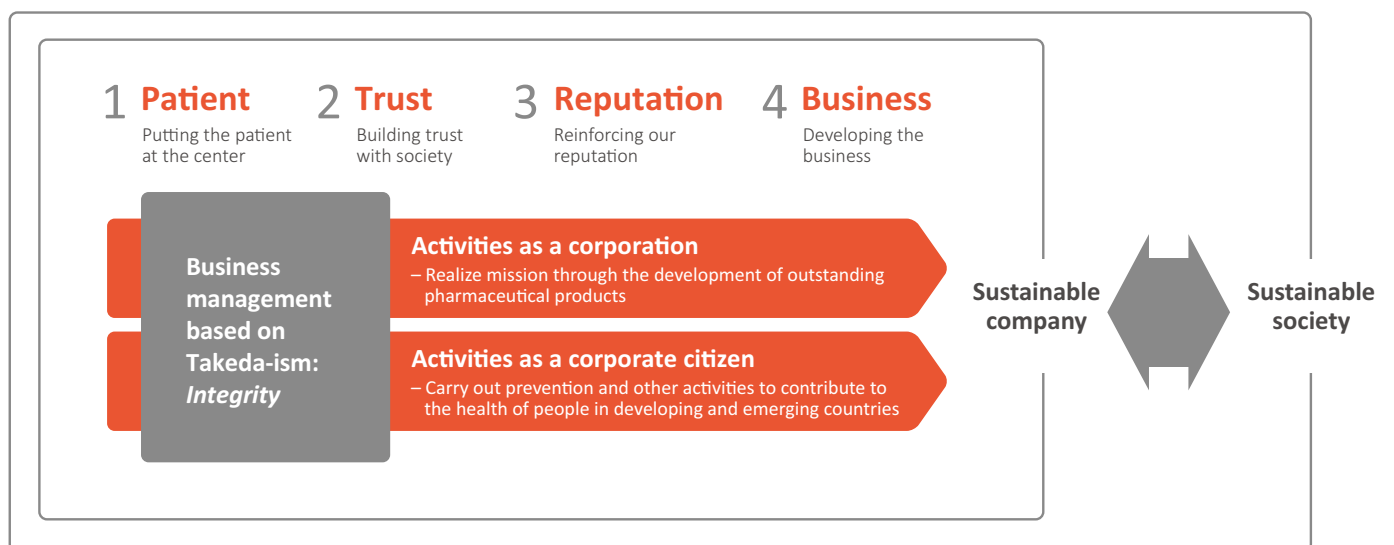 1 Patient
Putting the patient
at the center
2 Trust
Building trust
with society
3 Reputation
Reinforcing our
reputation
4 Business
Developing the
business
Business
management
based on
Takeda-ism:
Integrity
Activities as a corporation
– Realize mission through the development of outstanding
pharmaceutical products
Activities as a corporate citizen
– Carry out prevention and other activities to contribute to
the health of people in developing and emerging countries
Sustainable
company
Sustainable
society